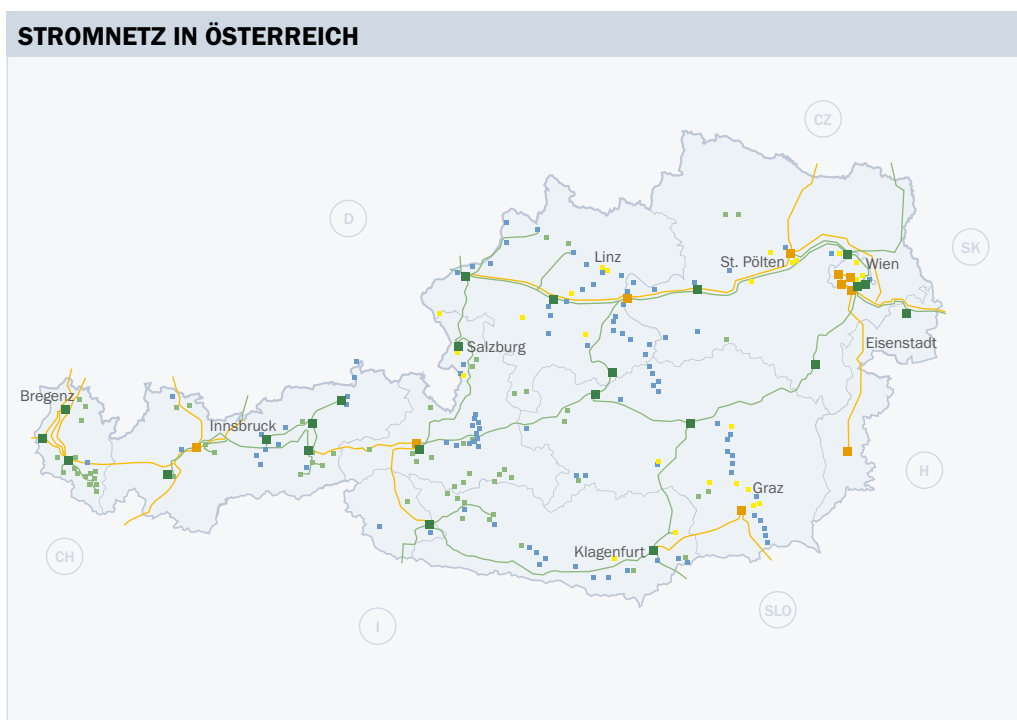 STROMNETZ IN ÖSTERREICH
CZ
D
SK
Linz
St. Pölten
Wien
Salzburg
Eisenstadt
Bregenz
Innsbruck
H
Graz
Klagenfurt
CH
SLO
I